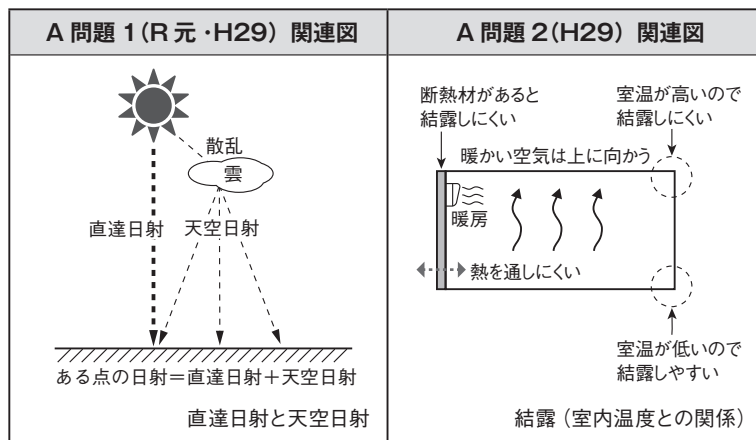 A 問題 1(R 元・H29) 関連図
散乱
雲
直達日射
天空日射
ある点の日射＝直達日射＋天空日射
直達日射と天空日射
A 問題 2(H29) 関連図
断熱材があると
結露しにくい
室温が高いので
結露しにくい
暖かい空気は上に向かう
暖房
熱を通しにくい
室温が低いので
結露しやすい
結露（室内温度との関係）